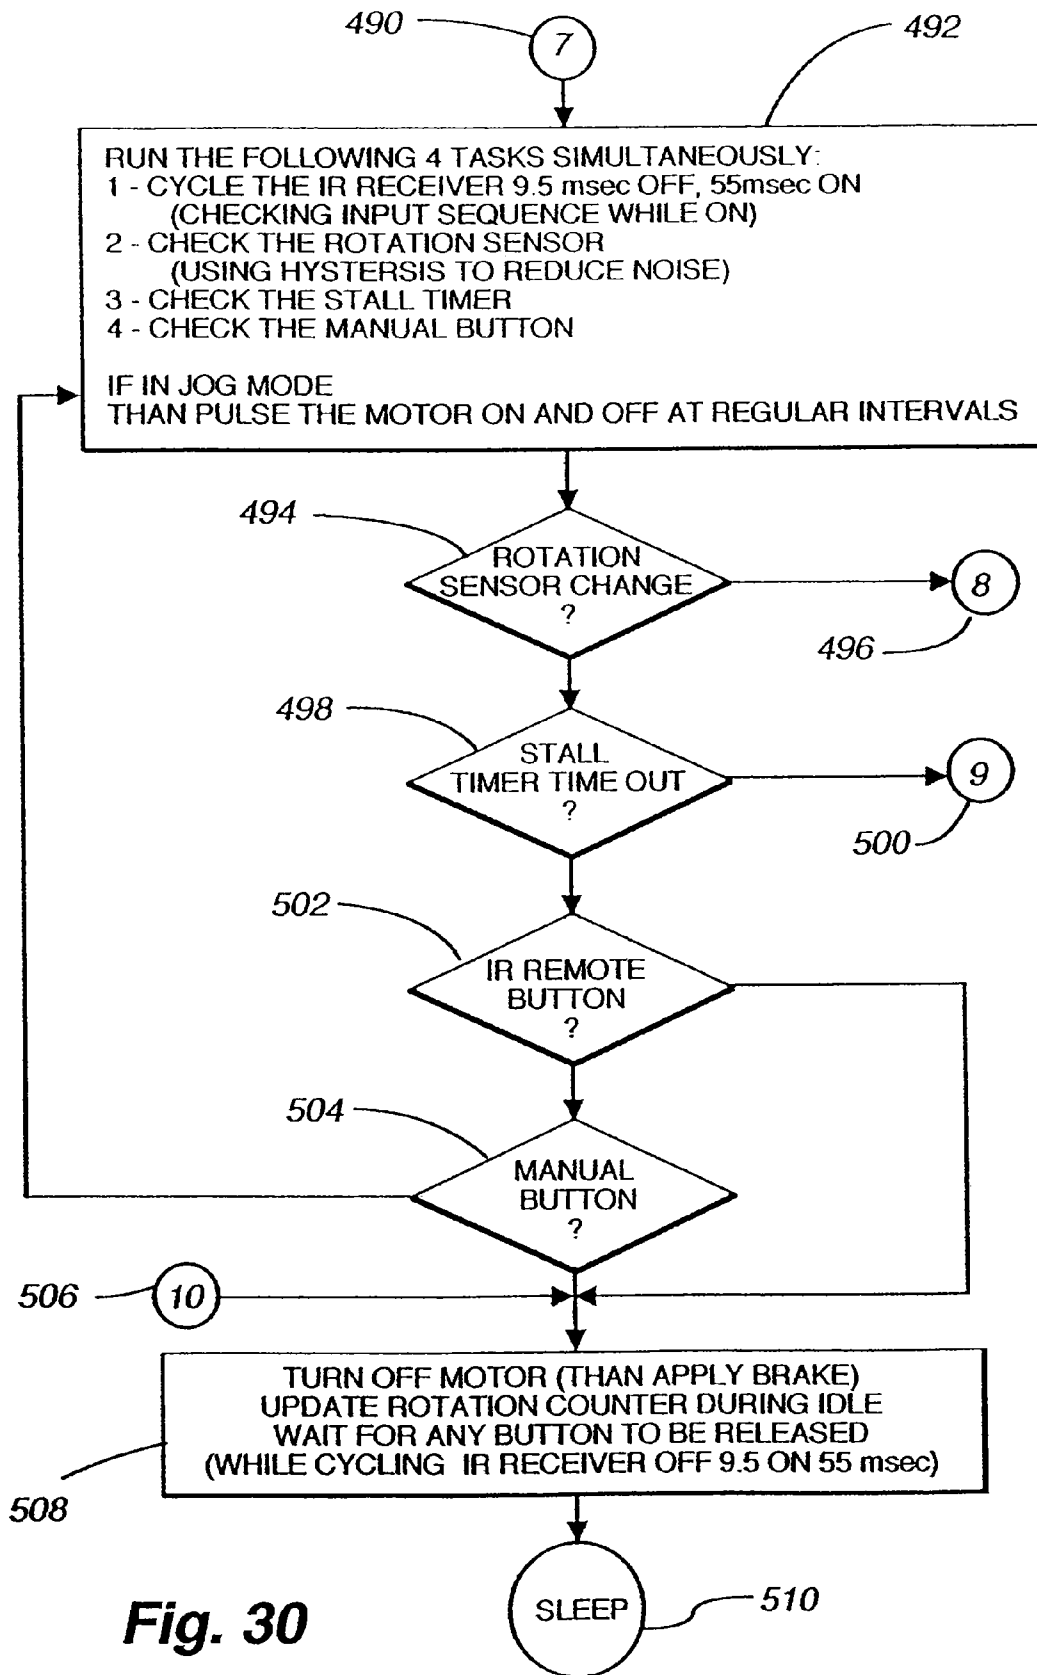 490
7
492
RUN THE FOLLOWING 4 TASKS SIMULTANEOUSLY:
1 - CYCLE THE IR RECEIVER 9.5 msec OFF, 55msec ON
(CHECKING INPUT SEQUENCE WHILE ON)
2 - CHECK THE ROTATION SENSOR
(USING HYSTERSIS TO REDUCE NOISE)
3 - CHECK THE STALL TIMER
4 - CHECK THE MANUAL BUTTON
IF IN JOG MODE
THAN PULSE THE MOTOR ON AND OFF AT REGULAR INTERVALS
494
ROTATION
SENSOR CHANGE
?
8
496
498
STALL
TIMER TIME OUT
?
9
500
502
IR REMOTE
BUTTON
?
504
MANUAL
BUTTON
?
506
10
TURN OFF MOTOR (THAN APPLY BRAKE)
UPDATE ROTATION COUNTER DURING IDLE
WAIT FOR ANY BUTTON TO BE RELEASED
(WHILE CYCLING IR RECEIVER OFF 9.5 ON 55 msec)
508
SLEEP
510
Fig. 30